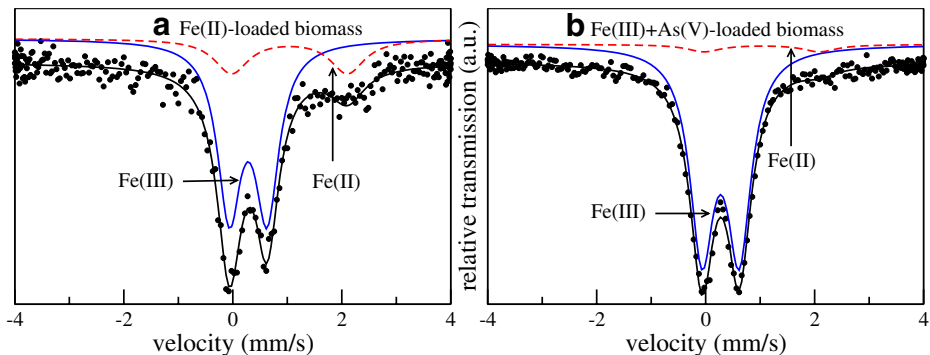 a Fe(II)-loaded biomass
Fe(III)
Fe(II)
-4 -2 0 2 4
velocity (mm/s)
relative transmission (a.u.)
b Fe(III)+As(V)-loaded biomass
Fe(II)
Fe(III)
-4 -2 0 2 4
velocity (mm/s)